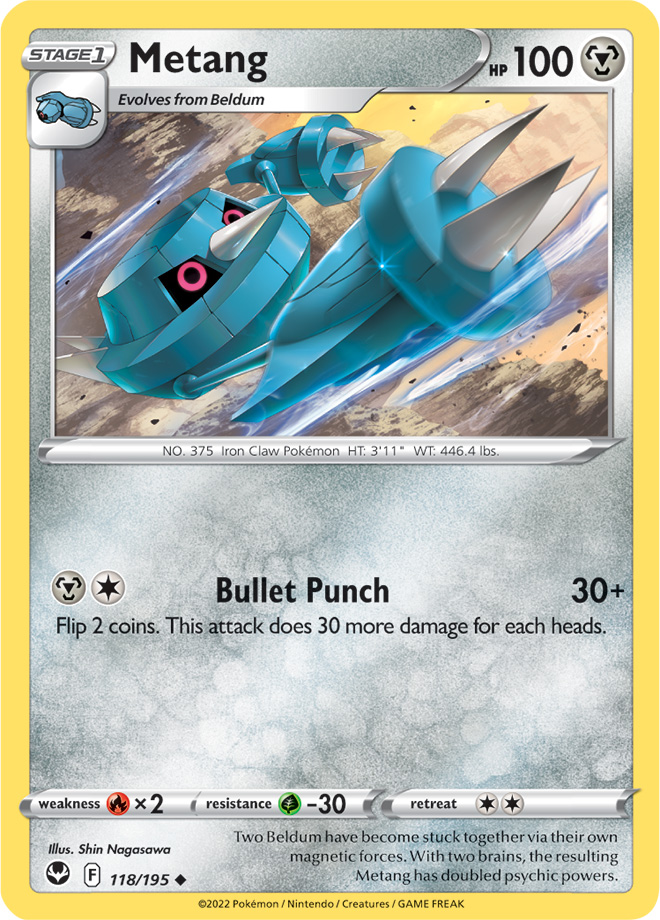 STAGE1
Metang
HP 100
Evolves from Beldum
NO. 375 Iron Claw Pokémon HT: 3'11" WT: 446.4 lbs.
Bullet Punch 30+
Flip 2 coins. This attack does 30 more damage for each heads.
weakness ×2 resistance -30 retreat
Illus. Shin Nagasawa
Two Beldum have become stuck together via their own
magnetic forces. With two brains, the resulting
Metang has doubled psychic powers.
F 118/195
©2022 Pokémon / Nintendo / Creatures / GAME FREAK